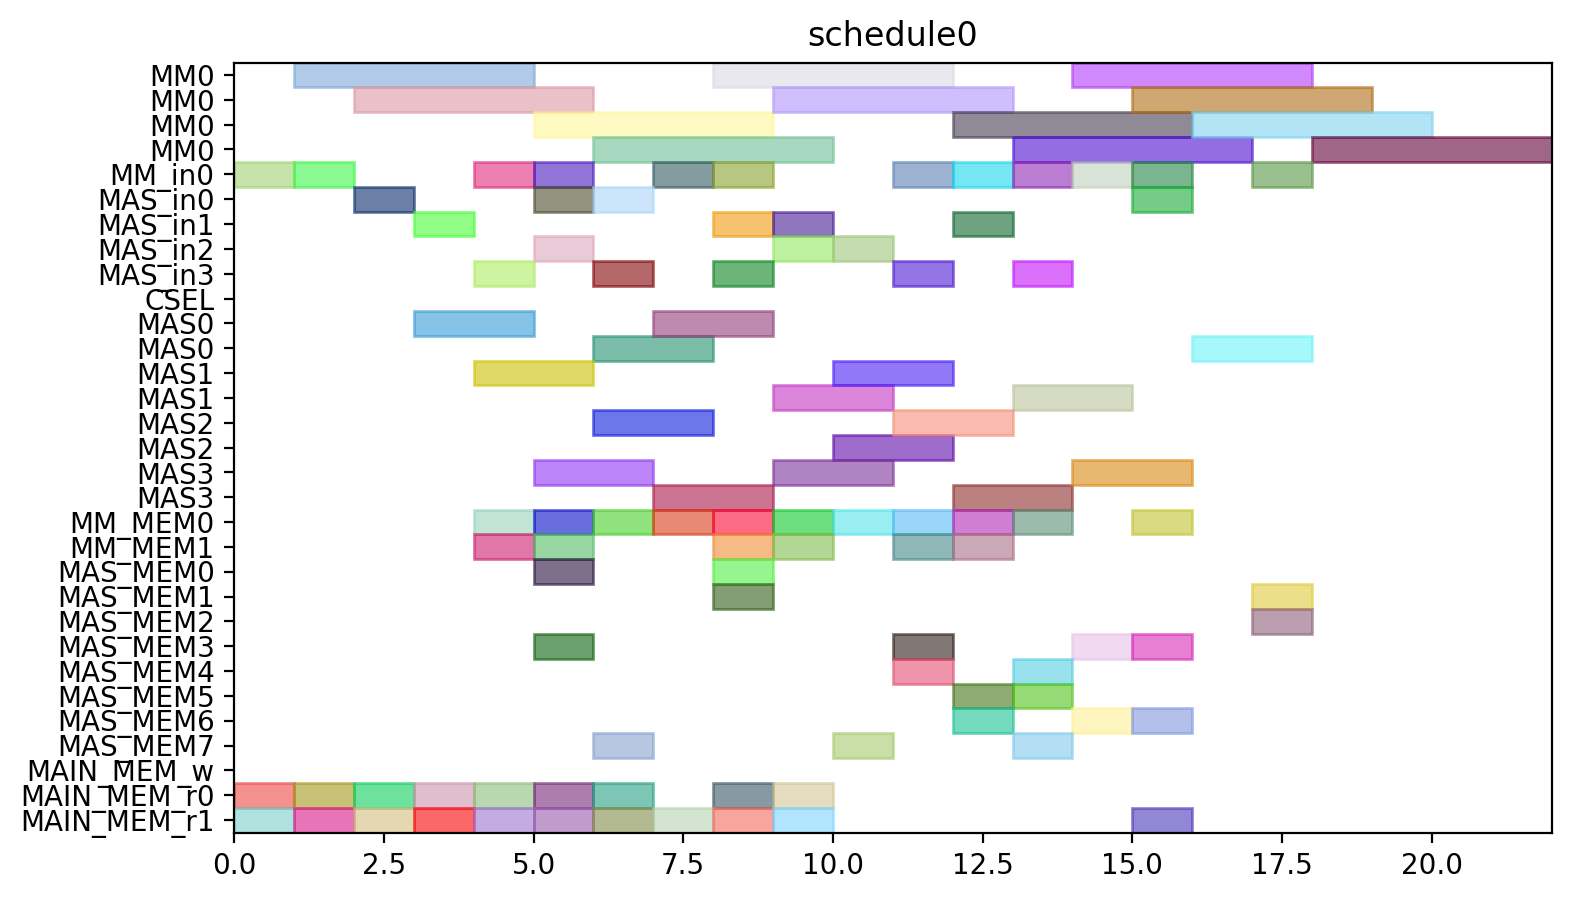 schedule0
MM0
MM0
MM0
MM0
MM_in0
MAS_in0
MAS_in1
MAS_in2
MAS_in3
CSEL
MAS0
MAS0
MAS1
MAS1
MAS2
MAS2
MAS3
MAS3
MM_MEM0
MM_MEM1
MAS_MEM0
MAS_MEM1
MAS_MEM2
MAS_MEM3
MAS_MEM4
MAS_MEM5
MAS_MEM6
MAS_MEM7
MAIN_MEM_w
MAIN_MEM_r0
MAIN_MEM_r1
0.0 2.5 5.0 7.5 10.0 12.5 15.0 17.5 20.0